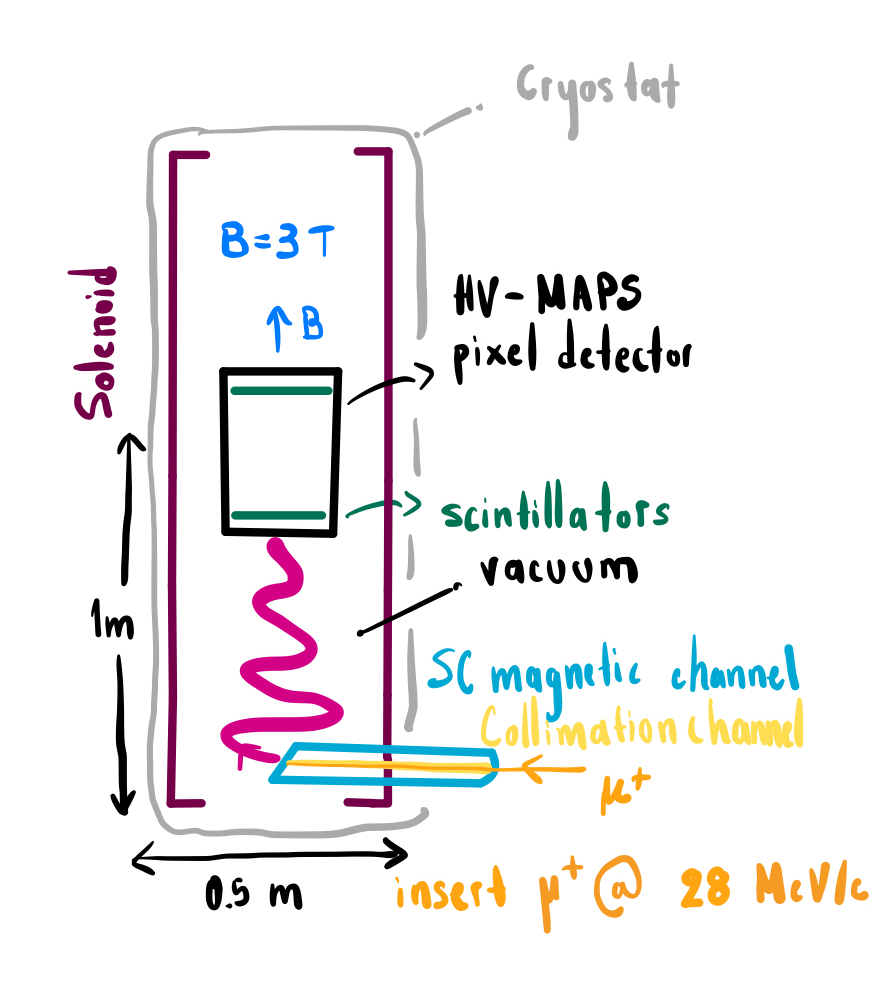 Cryostat
B=3 T
↑ B
Solenoid
HV-MAPS
pixel detector
scintillators
vacuum
1m
SC magnetic channel
Collimation channel
μ+
0.5 m
insert μ+ @ 28 MeV/c